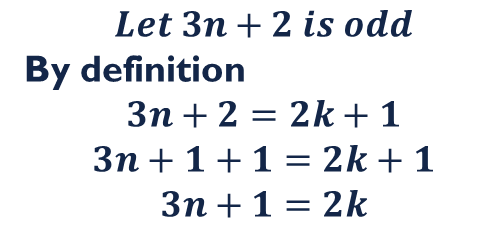 Let 3n + 2 is odd
By definition
3n + 2 = 2k + 1
3n + 1 + 1 = 2k + 1
3n + 1 = 2k